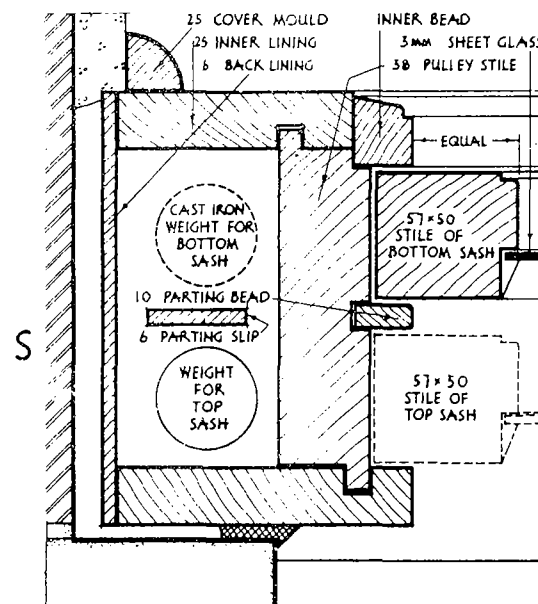 25 COVER MOULD
25 INNER LINING
6 BACK LINING
INNER BEAD
3MM SHEET GLASS
38 PULLEY STILE
EQUAL
CAST IRON
WEIGHT FOR
BOTTOM
SASH
57×50
STILE OF
BOTTOM SASH
10 PARTING BEAD
6 PARTING SLIP
S
WEIGHT
FOR
TOP
SASH
57×50
STILE OF
TOP SASH